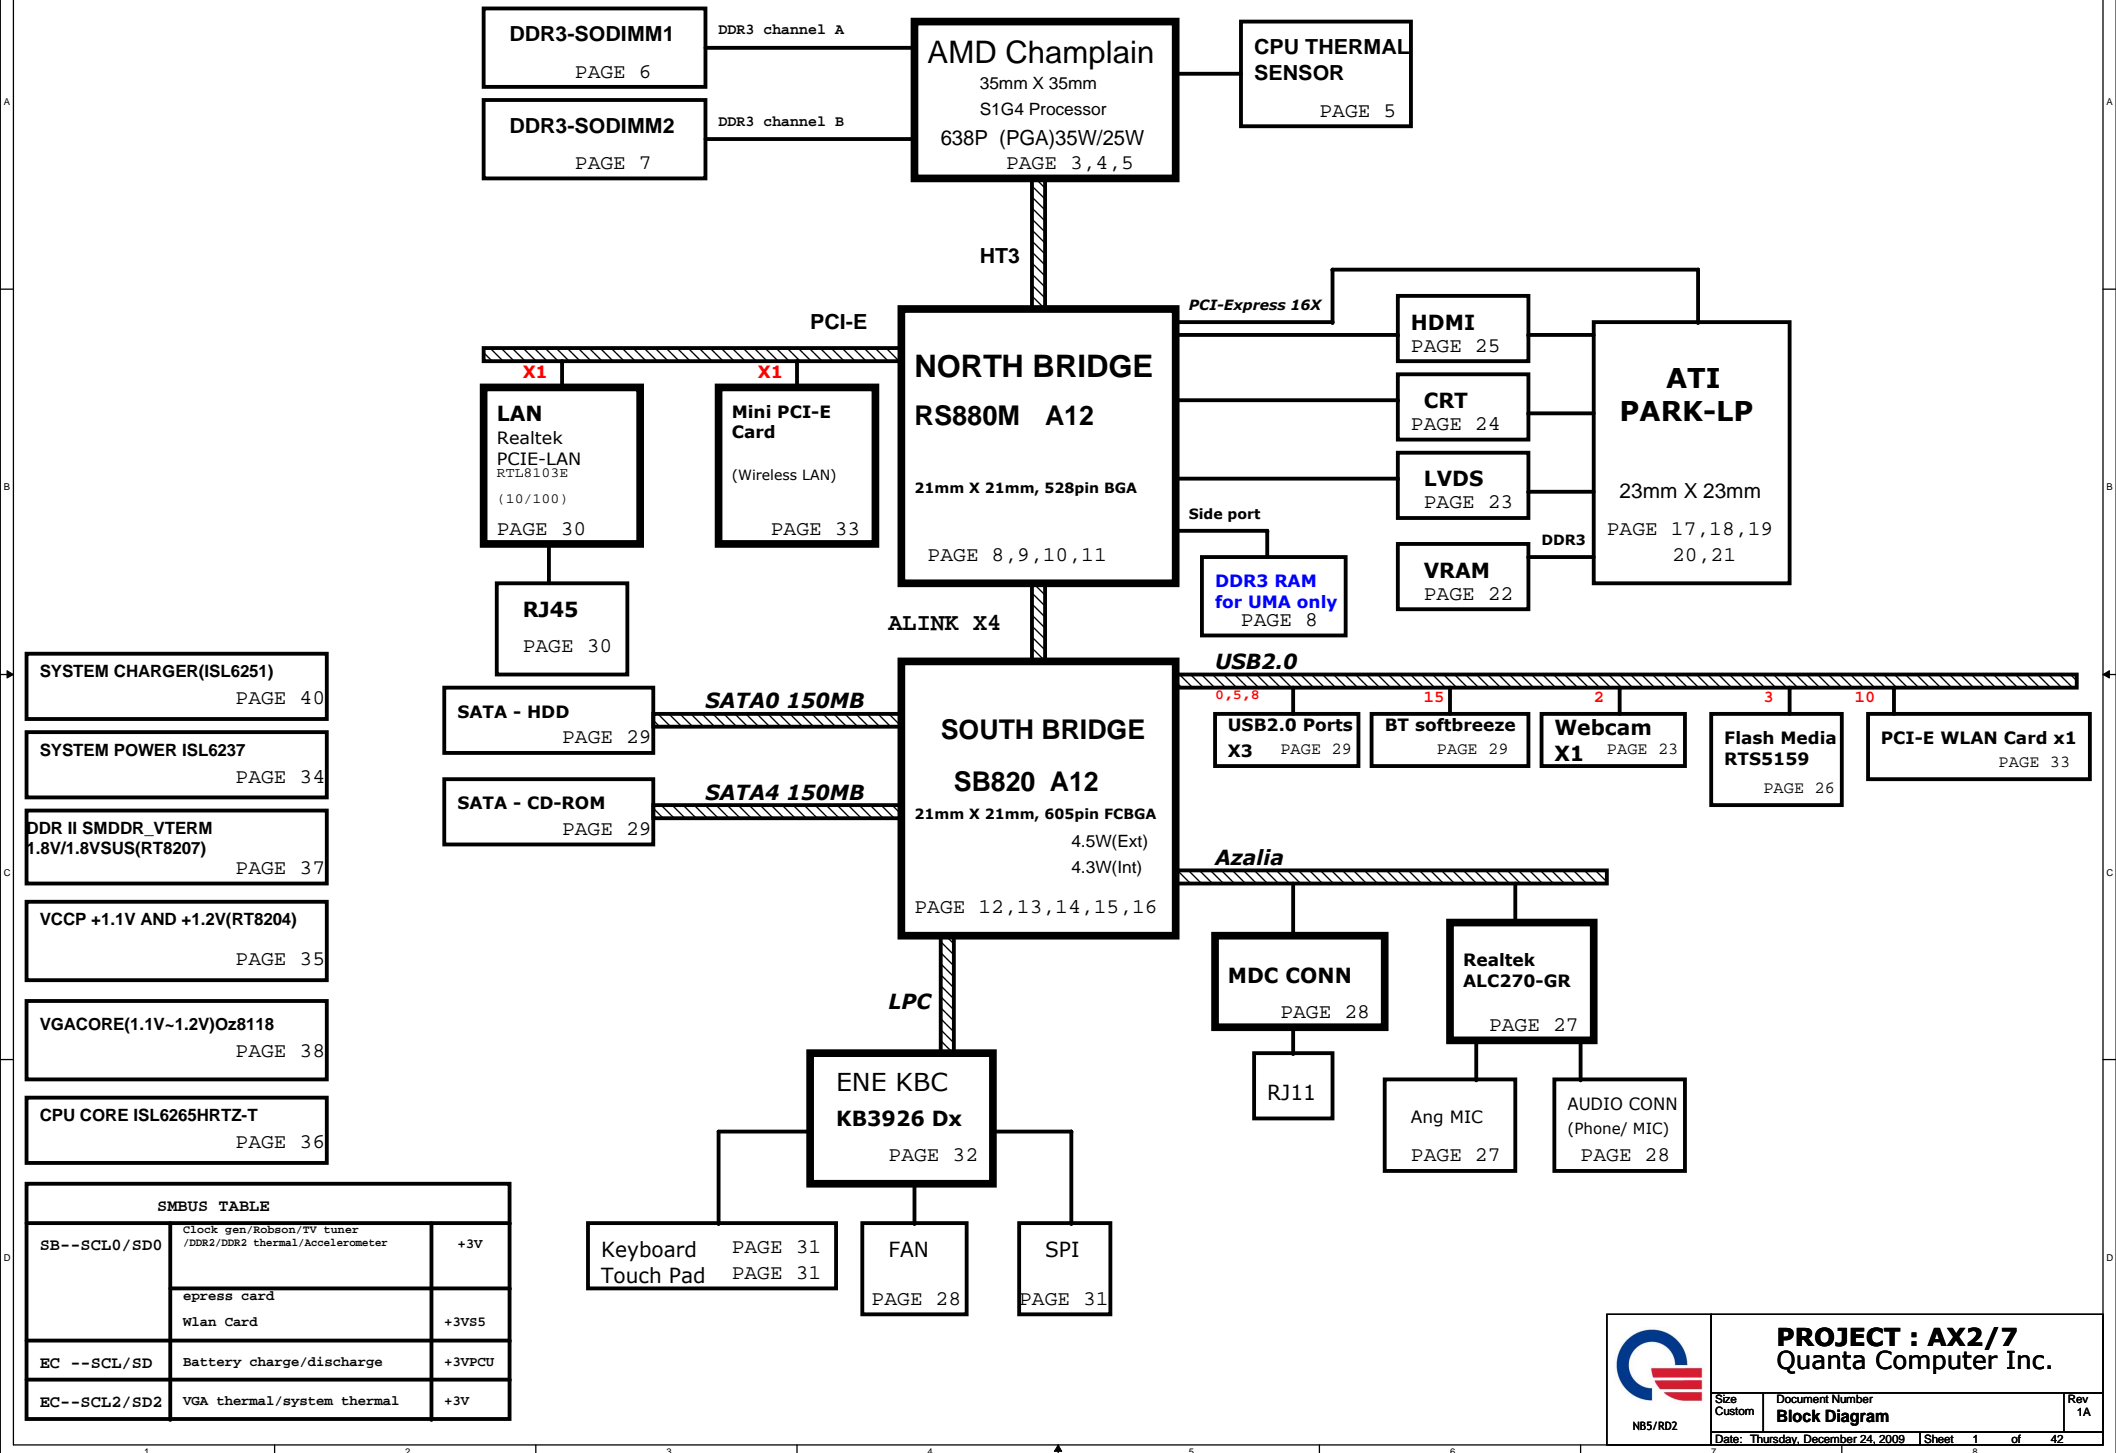 DDR3-SODIMM1
PAGE 6
DDR3 channel A
DDR3-SODIMM2
PAGE 7
DDR3 channel B
AMD Champlain
35mm X 35mm
S1G4 Processor
638P (PGA)35W/25W
PAGE 3,4,5
CPU THERMAL
SENSOR
PAGE 5
HT3
PCI-E
X1
X1
LAN
Realtek
PCIE-LAN
RTL8103E
(10/100)
PAGE 30
Mini PCI-E
Card
(Wireless LAN)
PAGE 33
RJ45
PAGE 30
NORTH BRIDGE
RS880M A12
21mm X 21mm, 528pin BGA
PAGE 8,9,10,11
PCI-Express 16X
HDMI
PAGE 25
CRT
PAGE 24
LVDS
PAGE 23
VRAM
PAGE 22
DDR3
ATI
PARK-LP
23mm X 23mm
PAGE 17,18,19
20,21
Side port
DDR3 RAM
for UMA only
PAGE 8
ALINK X4
SYSTEM CHARGER(ISL6251)
PAGE 40
SYSTEM POWER ISL6237
PAGE 34
DDR II SMDDR_VTERM
1.8V/1.8VSUS(RT8207)
PAGE 37
VCCP +1.1V AND +1.2V(RT8204)
PAGE 35
VGACORE(1.1V~1.2V)Oz8118
PAGE 38
CPU CORE ISL6265HRTZ-T
PAGE 36
SATA - HDD
PAGE 29
SATA0 150MB
SATA - CD-ROM
PAGE 29
SATA4 150MB
SOUTH BRIDGE
SB820 A12
21mm X 21mm, 605pin FCBGA
4.5W(Ext)
4.3W(Int)
PAGE 12,13,14,15,16
USB2.0
0,5,8
15
2
3
10
USB2.0 Ports
X3 PAGE 29
BT softbreeze
PAGE 29
Webcam
X1 PAGE 23
Flash Media
RTS5159
PAGE 26
PCI-E WLAN Card x1
PAGE 33
Azalia
MDC CONN
PAGE 28
RJ11
Realtek
ALC270-GR
PAGE 27
Ang MIC
PAGE 27
AUDIO CONN
(Phone/ MIC)
PAGE 28
LPC
ENE KBC
KB3926 Dx
PAGE 32
Keyboard PAGE 31
Touch Pad PAGE 31
FAN
PAGE 28
SPI
PAGE 31
SMBUS TABLE
SB--SCL0/SD0
Clock gen/Robson/TV tuner
/DDR2/DDR2 thermal/Accelerometer
+3V
epress card
Wlan Card
+3VS5
EC --SCL/SD
Battery charge/discharge
+3VPCU
EC--SCL2/SD2
VGA thermal/system thermal
+3V
NB5/RD2
PROJECT : AX2/7
Quanta Computer Inc.
Size
Custom
Document Number
Block Diagram
Rev
1A
Date: Thursday, December 24, 2009
Sheet 1 of 42
A
A
B
B
C
C
D
D
1
2
3
4
5
6
7
8